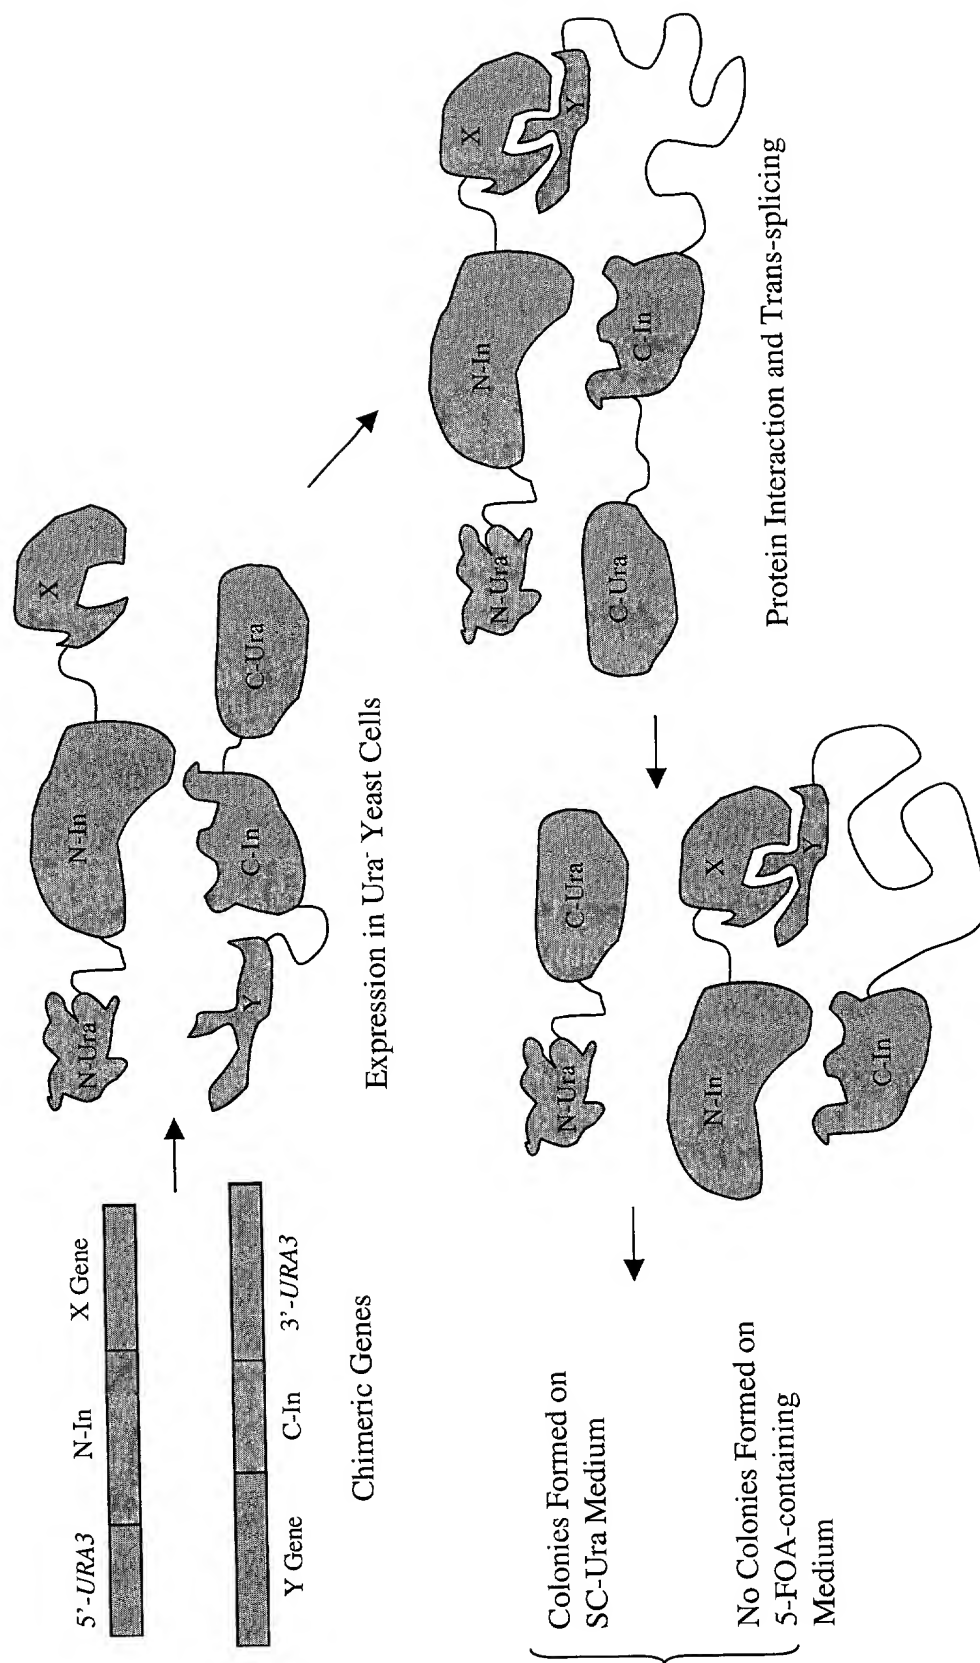 5'-URA3
N-In
X Gene
Y Gene
C-In
3'-URA3
Chimeric Genes
N-Ura
N-In
X
Y
C-In
C-Ura
Expression in Ura⁻ Yeast Cells
N-Ura
N-In
X
Y
C-Ura
C-In
Protein Interaction and Trans-splicing
N-Ura
C-Ura
N-In
X
Y
C-In
Colonies Formed on
SC-Ura Medium
No Colonies Formed on
5-FOA-containing
Medium